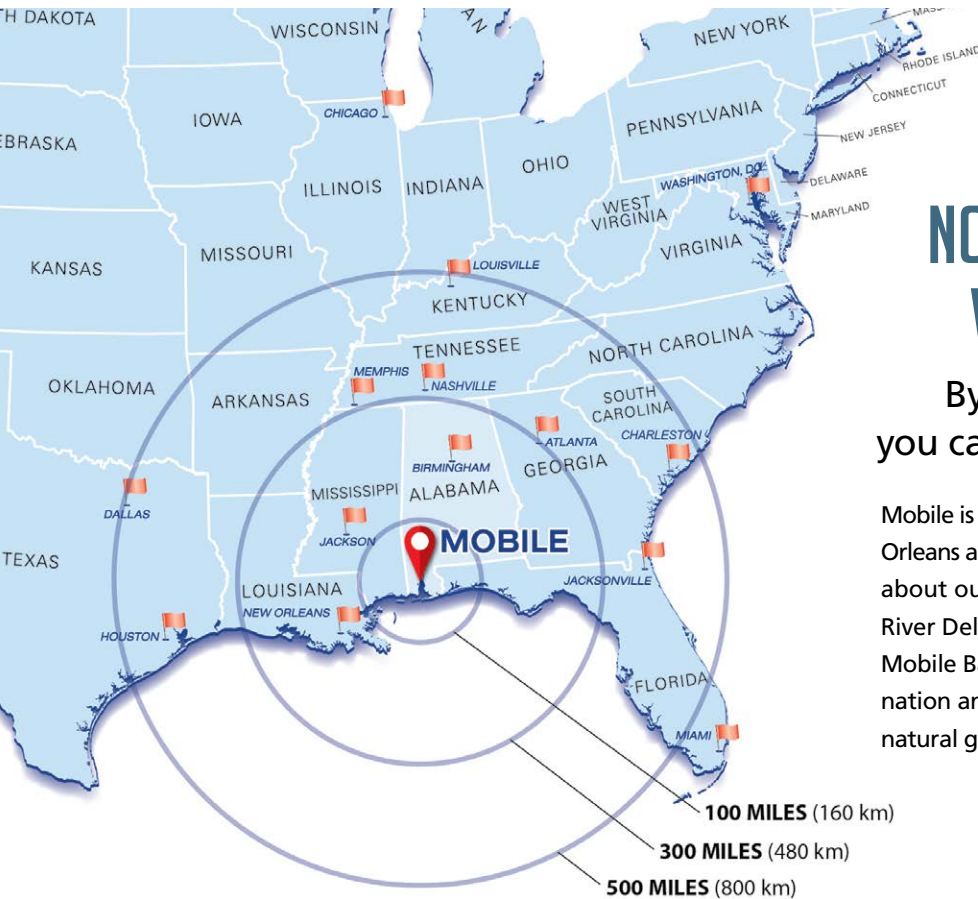 TH DAKOTA
WISCONSIN
NEW YORK
RHODE ISLAND
CONNECTICUT
CHICAGO
IOWA
PENNSYLVANIA
NEW JERSEY
EBRASKA
OHIO
ILLINOIS
INDIANA
WASHINGTON, DC
DELAWARE
WEST
VIRGINIA
MARYLAND
MISSOURI
VIRGINIA
KANSAS
LOUISVILLE
KENTUCKY
TENNESSEE
NORTH CAROLINA
MEMPHIS
NASHVILLE
OKLAHOMA
ARKANSAS
SOUTH
CAROLINA
ATLANTA
CHARLESTON
BIRMINGHAM
GEORGIA
MISSISSIPPI
ALABAMA
DALLAS
JACKSON
MOBILE
TEXAS
LOUISIANA
JACKSONVILLE
NEW ORLEANS
HOUSTON
FLORIDA
MIAMI
100 MILES (160 km)
300 MILES (480 km)
500 MILES (800 km)
By
you ca
Mobile is
Orleans a
about ou
River Del
Mobile B
nation ar
natural g